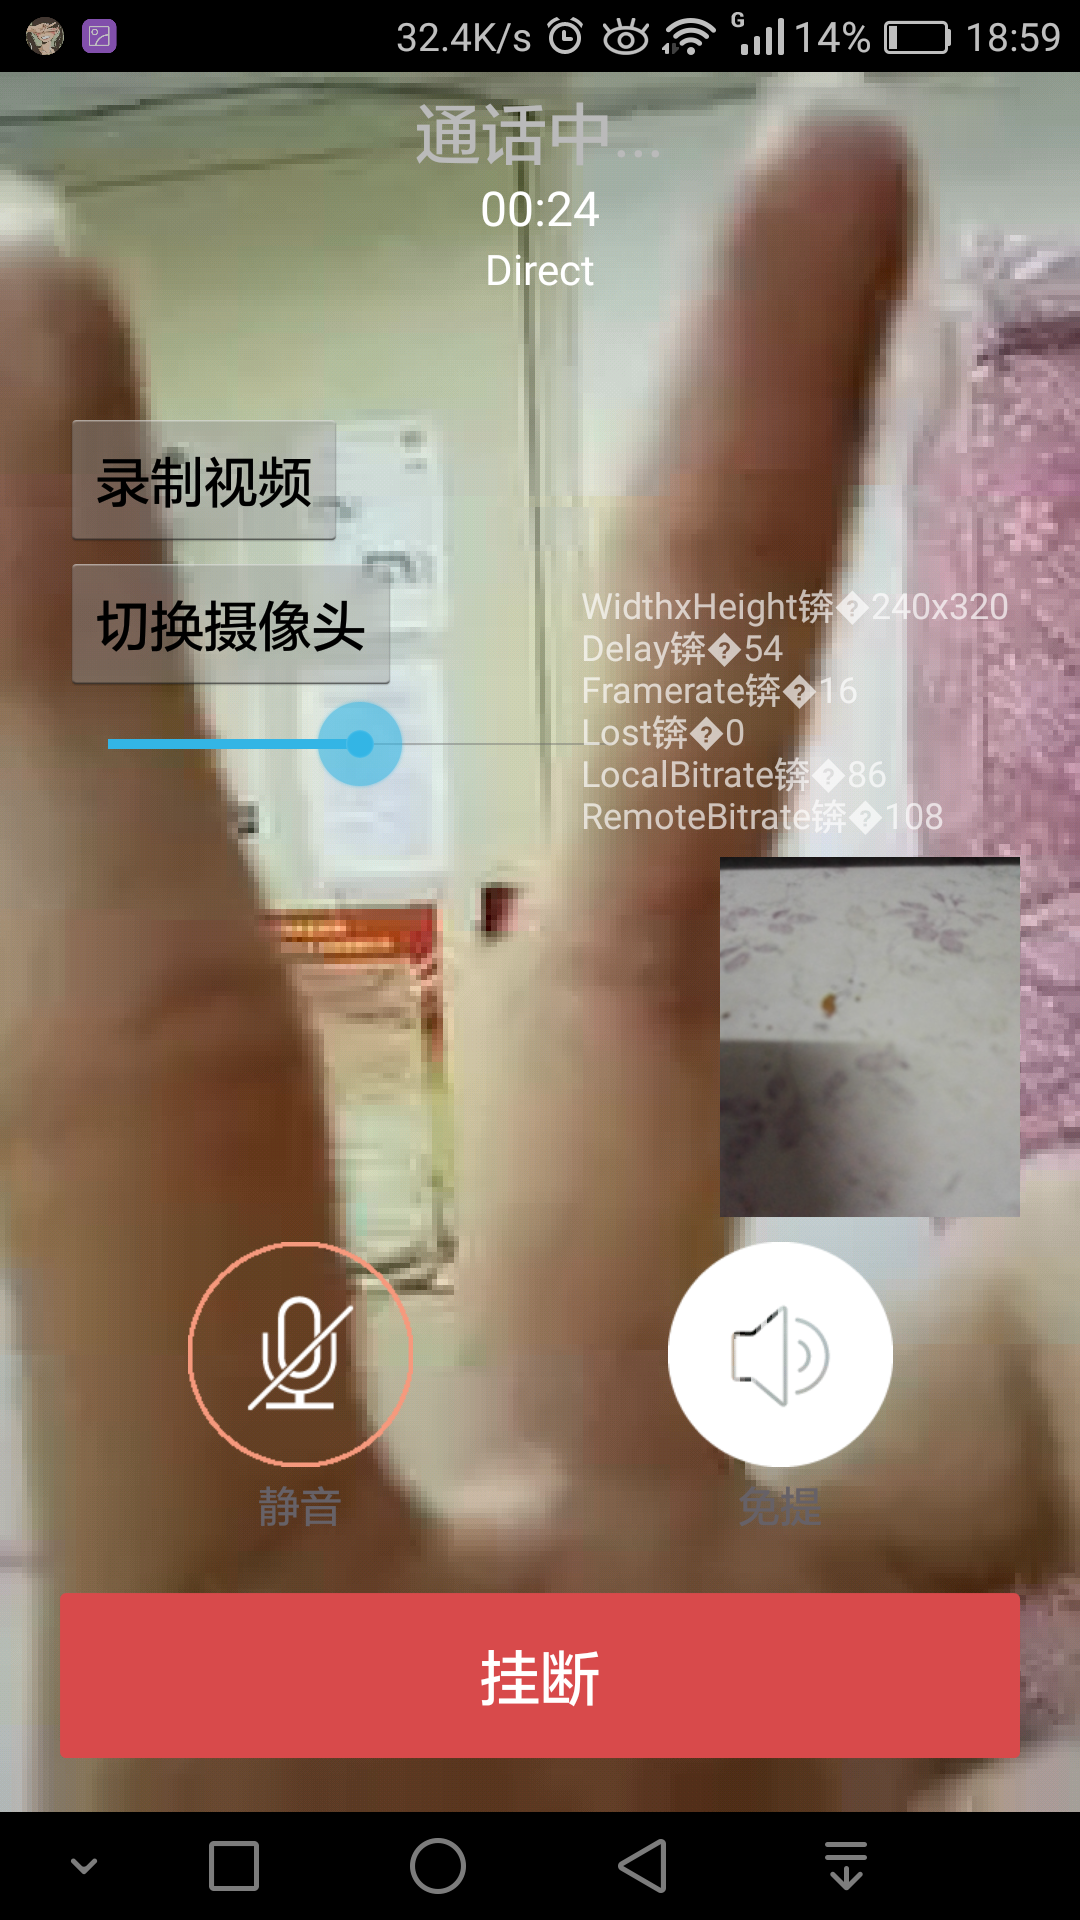 32.4K/s G 14% 18:59
通话中...
00:24
Direct
录制视频
切换摄像头
WidthxHeight锛�240x320
Delay锛�54
Framerate锛�16
Lost锛�0
LocalBitrate锛�86
RemoteBitrate锛�108
静音
免提
挂断